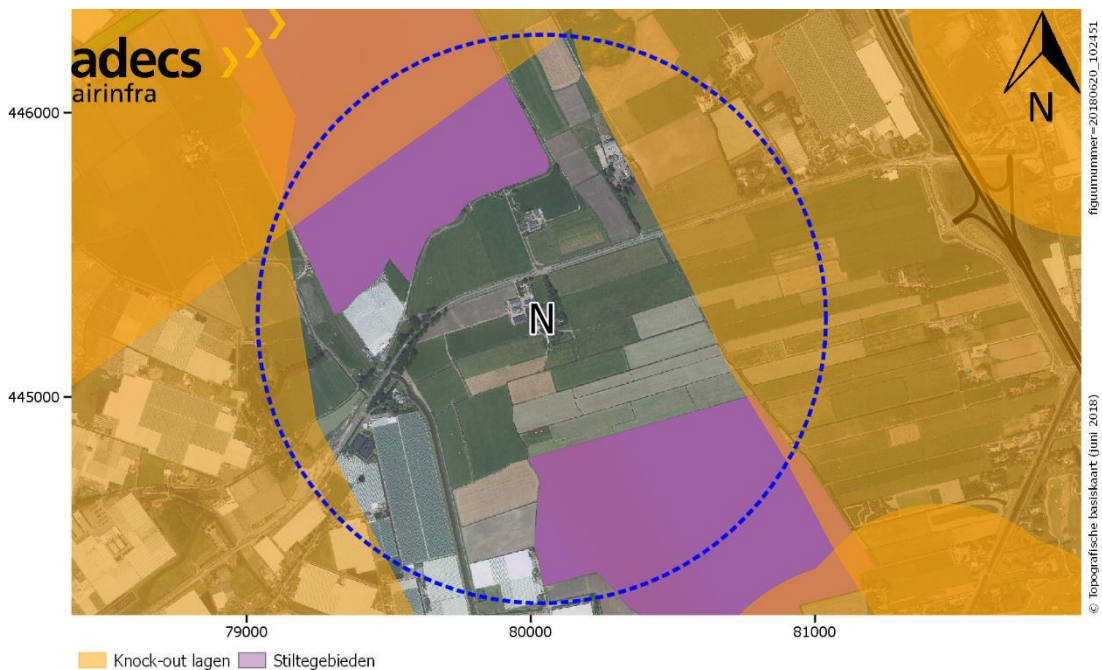 adecs
airinfra
N
446000
445000
N
79000
80000
81000
Knock-out lagen
Stiltegebieden
figuurnummer=20180620_102451
© Topografische basiskaart (juni 2018)